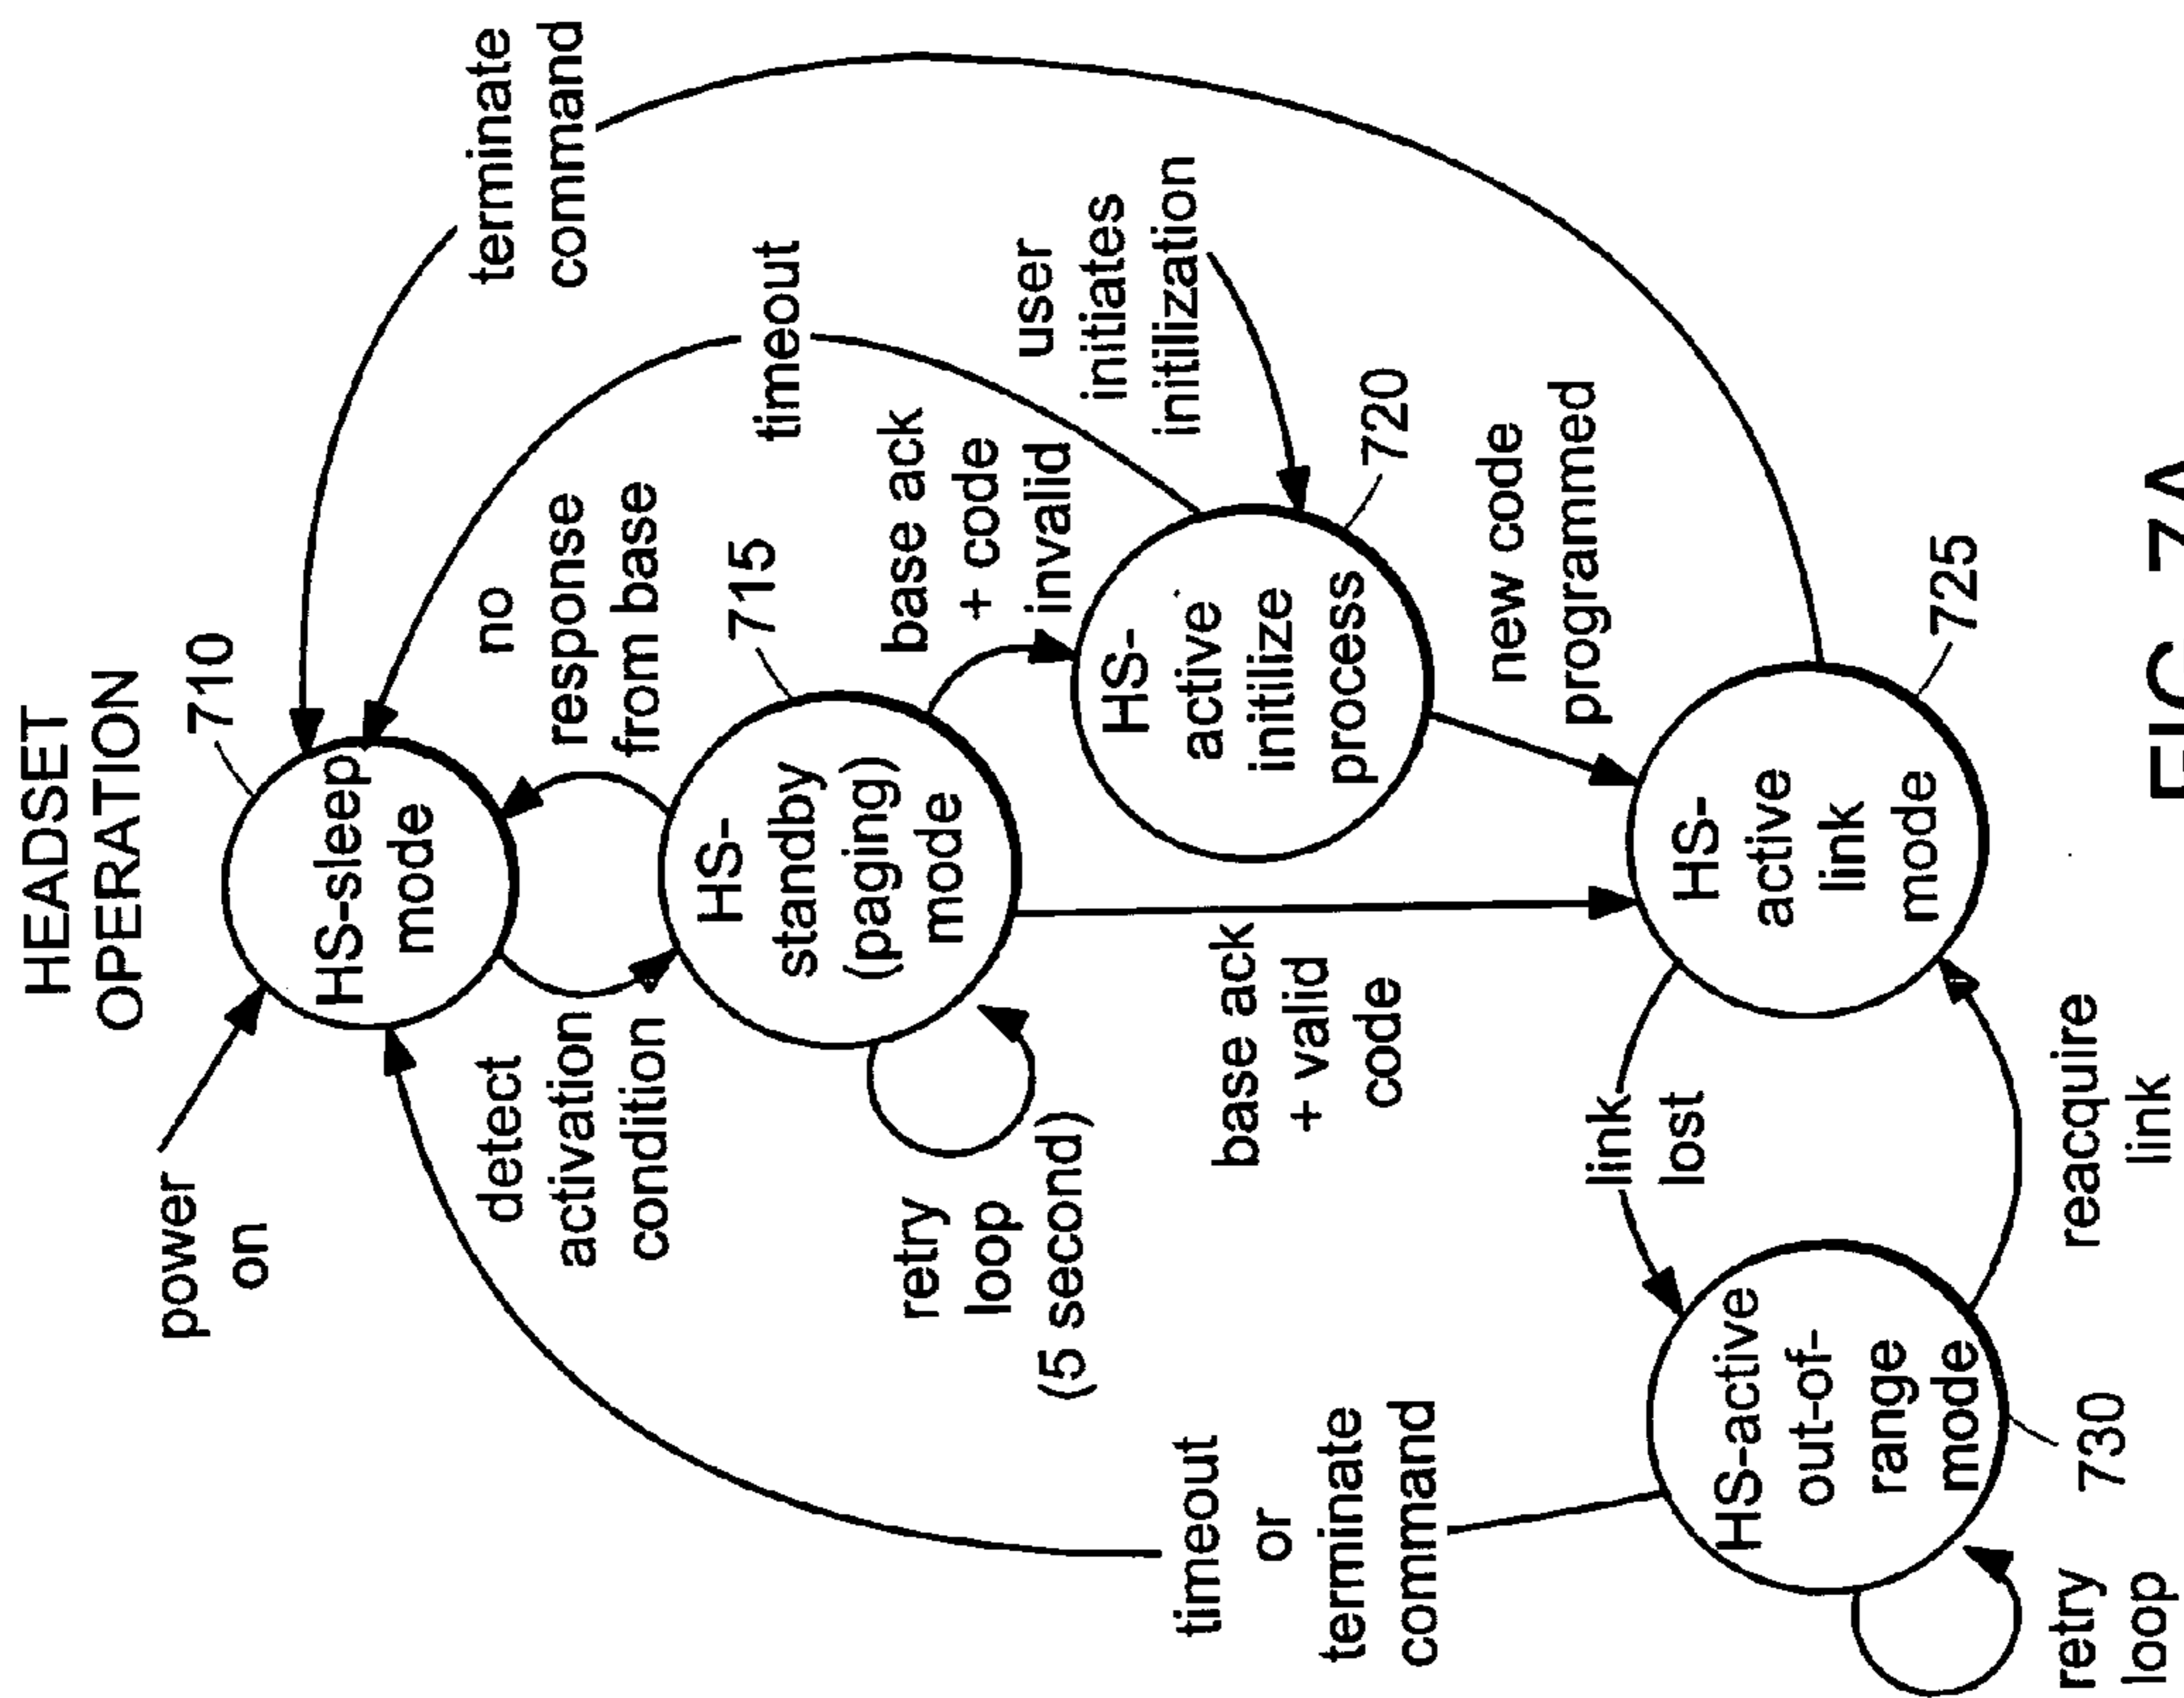 HEADSET
OPERATION
power
on
710
HS-sleep
mode
terminate
command
detect
activation
condition
no
response
from base
timeout
715
HS-
standby
(paging)
mode
retry
loop
(5 second)
base ack
+ code
invalid
user
initiates
initilization
720
HS-
active
initilize
process
base ack
+ valid
code
new code
programmed
timeout
or
terminate
command
link
lost
725
HS-
active
link
mode
HS-active
out-of-
range
mode
730
retry
loop
reacquire
link